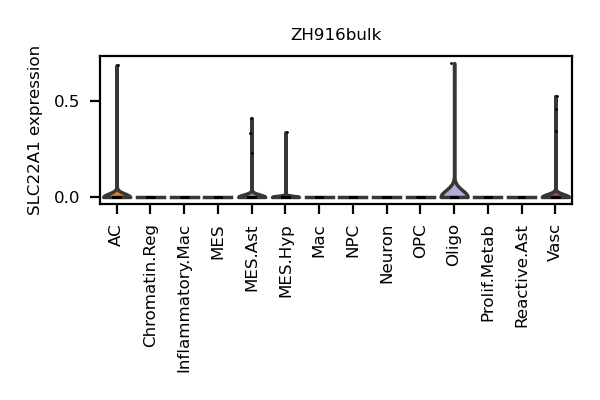 ZH916bulk
SLC22A1 expression
0.5
0.0
AC
Chromatin.Reg
Inflammatory.Mac
MES
MES.Ast
MES.Hyp
Mac
NPC
Neuron
OPC
Oligo
Prolif.Metab
Reactive.Ast
Vasc